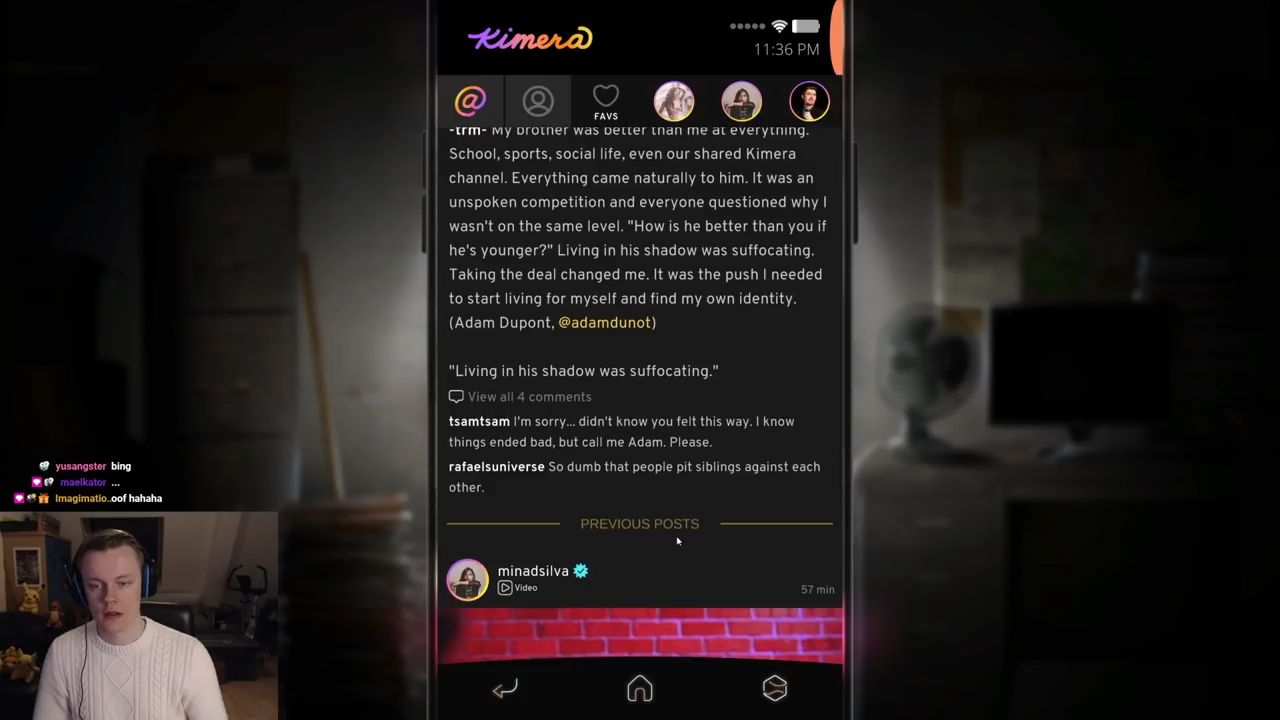 Kimera
11:36 PM
@
FAVS
-trm- My brother was better than me at everything.
School, sports, social life, even our shared Kimera
channel. Everything came naturally to him. It was an
unspoken competition and everyone questioned why I
wasn't on the same level. "How is he better than you if
he's younger?" Living in his shadow was suffocating.
Taking the deal changed me. It was the push I needed
to start living for myself and find my own identity.
(Adam Dupont, @adamdunot)
"Living in his shadow was suffocating."
View all 4 comments
tsamtsam I'm sorry... didn't know you felt this way. I know
things ended bad, but call me Adam. Please.
rafaelsuniverse So dumb that people pit siblings against each
other.
PREVIOUS POSTS
minadsilva
Video
57 min
yusangster bing
maelkator ...
Imagimatio..oof hahaha